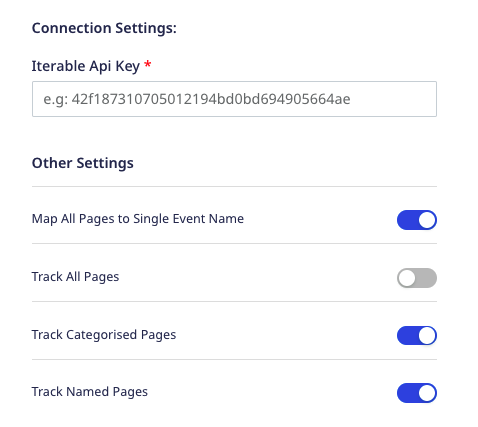 Connection Settings:
Iterable Api Key *
e.g: 42f187310705012194bd0bd694905664ae
Other Settings
Map All Pages to Single Event Name
Track All Pages
Track Categorised Pages
Track Named Pages